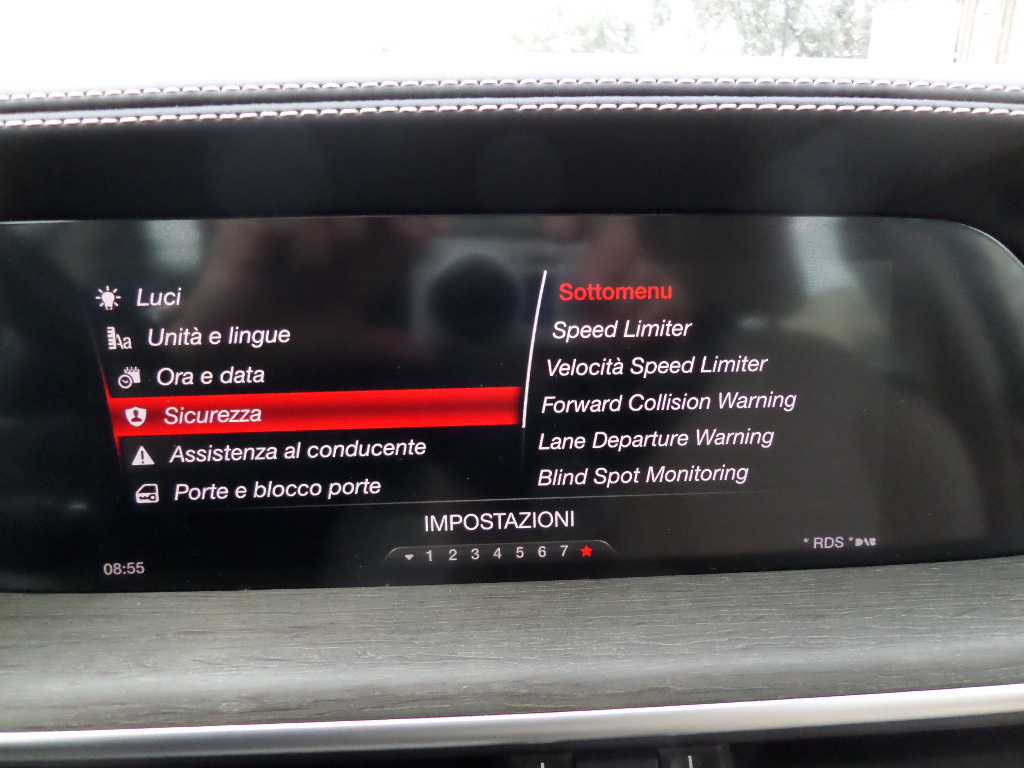 Luci
Unità e lingue
Aa
Ora e data
Sicurezza
Assistenza al conducente
Porte e blocco porte
Sottomenu
Speed Limiter
Velocità Speed Limiter
Forward Collision Warning
Lane Departure Warning
Blind Spot Monitoring
IMPOSTAZIONI
1 2 3 4 5 6 7
08:55
* RDS * DAB